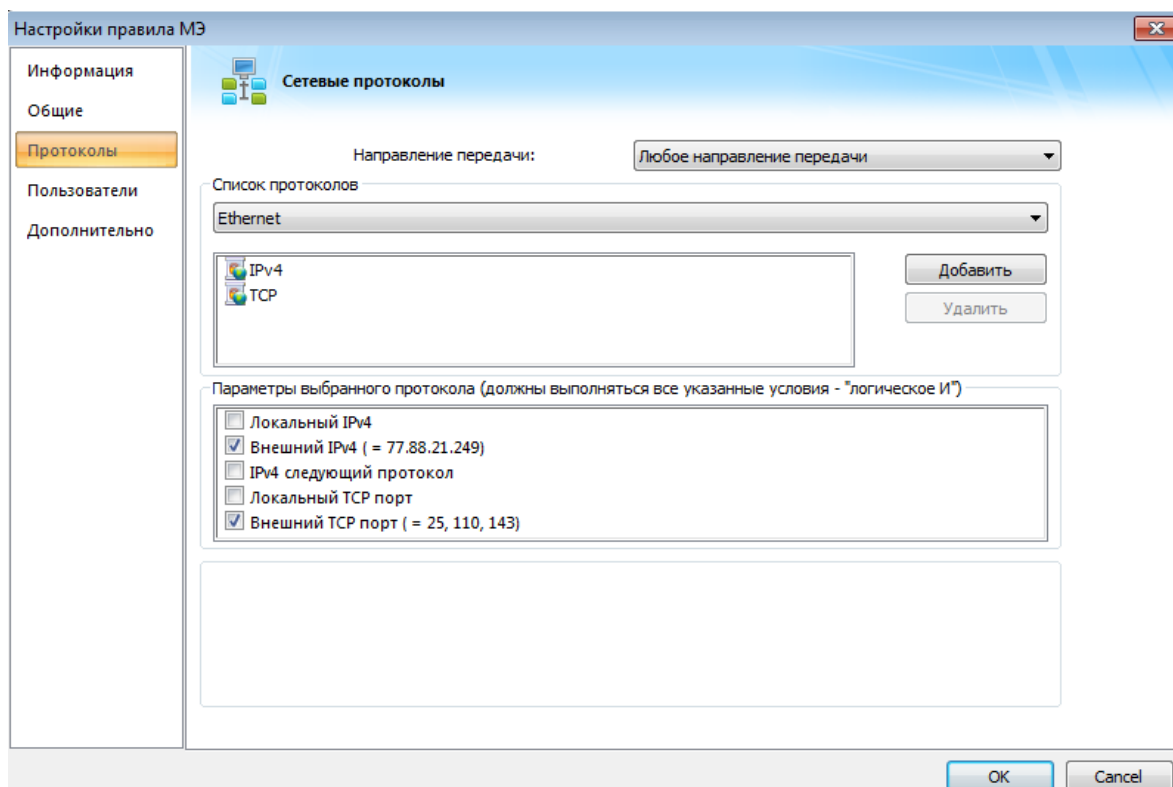 Настройки правила МЭ
Информация
Общие
Протоколы
Пользователи
Дополнительно
Сетевые протоколы
Направление передачи:
Любое направление передачи
Список протоколов
Ethernet
IPv4
TCP
Добавить
Удалить
Параметры выбранного протокола (должны выполняться все указанные условия - "логическое И")
Локальный IPv4
Внешний IPv4 ( = 77.88.21.249)
IPv4 следующий протокол
Локальный TCP порт
Внешний TCP порт ( = 25, 110, 143)
OK
Cancel